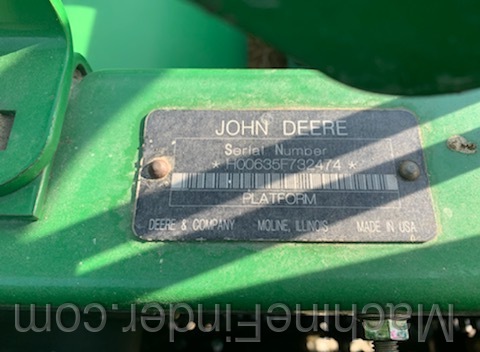 JOHN DEERE
Serial Number
* H00635F732474 *
PLATFORM
DEERE & COMPANY MOLINE, ILLINOIS MADE IN USA
MachineFinder.com